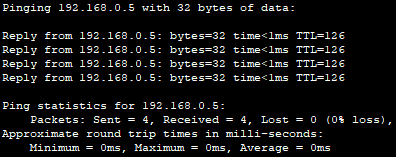 Pinging 192.168.0.5 with 32 bytes of data:
Reply from 192.168.0.5: bytes=32 time<1ms TTL=126
Reply from 192.168.0.5: bytes=32 time<1ms TTL=126
Reply from 192.168.0.5: bytes=32 time<1ms TTL=126
Reply from 192.168.0.5: bytes=32 time<1ms TTL=126
Ping statistics for 192.168.0.5:
Packets: Sent = 4, Received = 4, Lost = 0 (0% loss),
Approximate round trip times in milli-seconds:
Minimum = 0ms, Maximum = 0ms, Average = 0ms